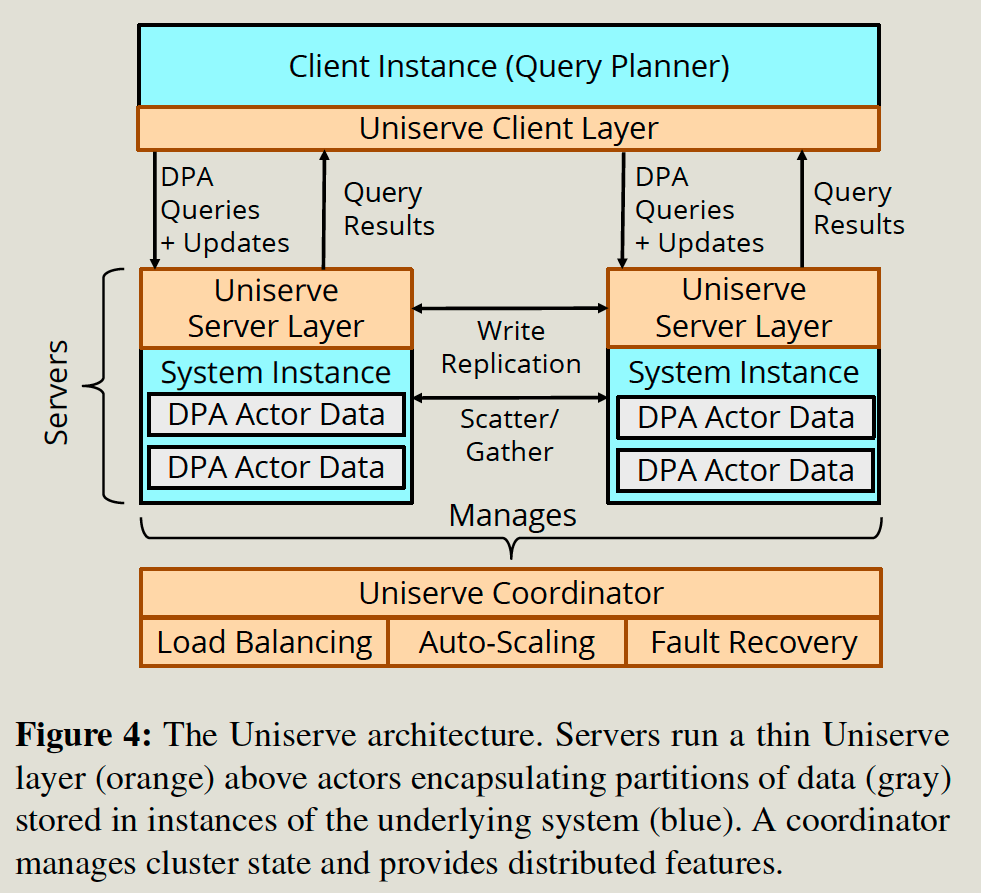 Client Instance (Query Planner)
Uniserve Client Layer
DPA
Queries
+ Updates
Query
Results
DPA
Queries
+ Updates
Query
Results
Servers
Uniserve
Server Layer
System Instance
DPA Actor Data
DPA Actor Data
Write
Replication
Scatter/
Gather
Uniserve
Server Layer
System Instance
DPA Actor Data
DPA Actor Data
Manages
Uniserve Coordinator
Load Balancing
Auto-Scaling
Fault Recovery
Figure 4: The Uniserve architecture. Servers run a thin Uniserve
layer (orange) above actors encapsulating partitions of data (gray)
stored in instances of the underlying system (blue). A coordinator
manages cluster state and provides distributed features.